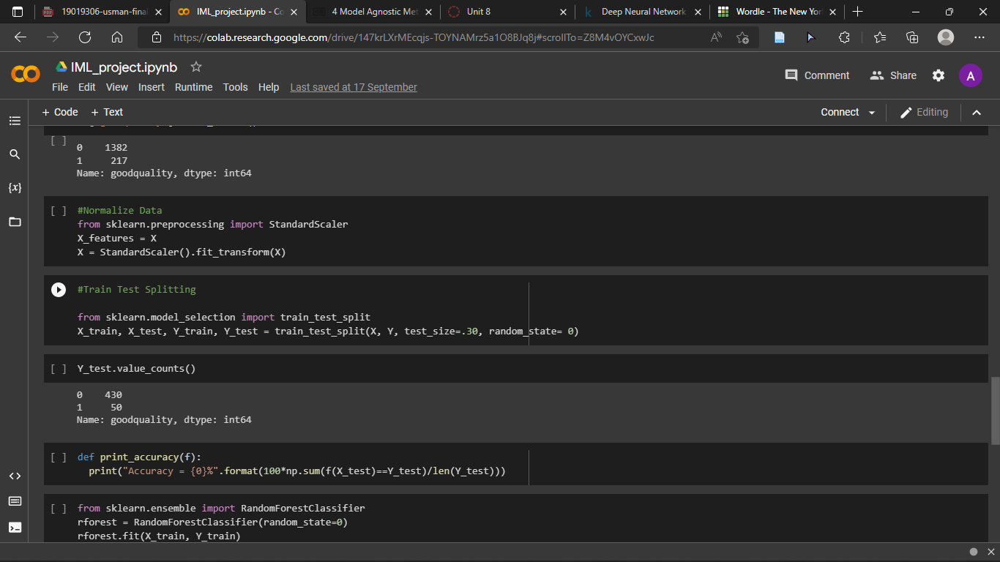 19019306-usman-fina
IML_project.ipynb - Co
4 Model Agnostic Met
Unit 8
Deep Neural Network
Wordle - The New Yor
https://colab.research.google.com/drive/147krLXrMEcqjs-TOYNAMrz5a1O8BJq8j#scrollTo=Z8M4vOYCxwJc
IML_project.ipynb
Comment
Share
A
File Edit View Insert Runtime Tools Help Last saved at 17 September
+ Code + Text
Connect
Editing
[ ]
0    1382
1     217
Name: goodquality, dtype: int64
[ ] #Normalize Data
from sklearn.preprocessing import StandardScaler
X_features = X
X = StandardScaler().fit_transform(X)
#Train Test Splitting
from sklearn.model_selection import train_test_split
X_train, X_test, Y_train, Y_test = train_test_split(X, Y, test_size=.30, random_state= 0)
[ ] Y_test.value_counts()
0    430
1     50
Name: goodquality, dtype: int64
[ ] def print_accuracy(f):
  print("Accuracy = {0}%".format(100*np.sum(f(X_test)==Y_test)/len(Y_test)))
[ ] from sklearn.ensemble import RandomForestClassifier
rforest = RandomForestClassifier(random_state=0)
rforest.fit(X_train, Y_train)